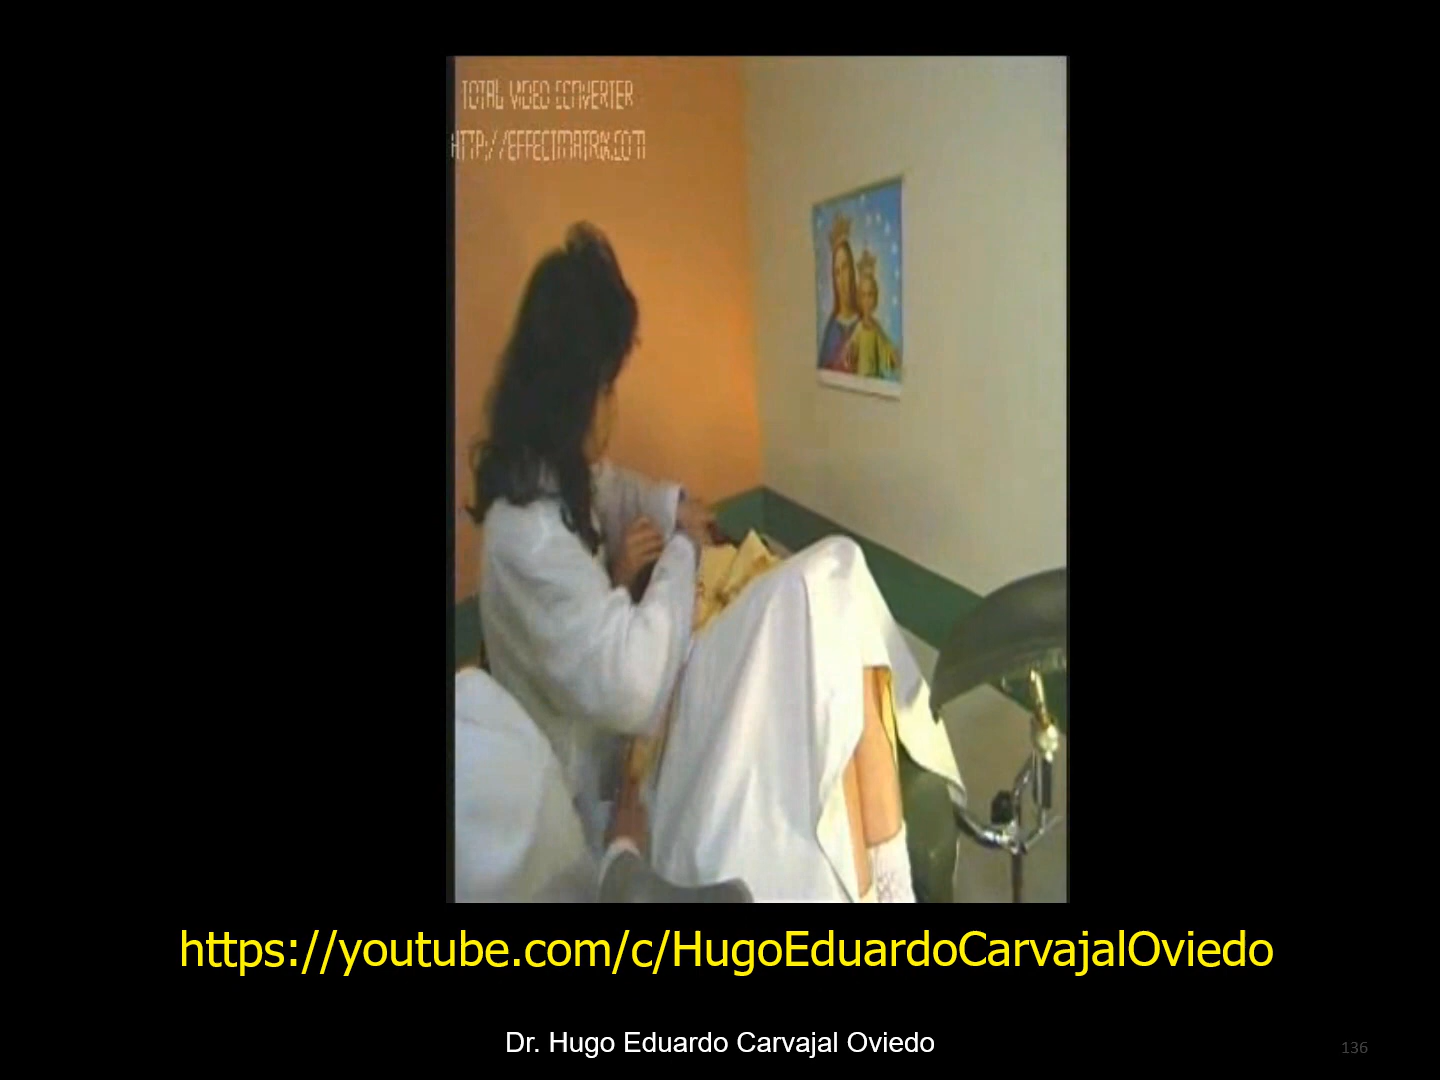 TOTAL VIDEO CONVERTER
HTTP://EFFECTMATRIX.COM
https://youtube.com/c/HugoEduardoCarvajalOviedo
Dr. Hugo Eduardo Carvajal Oviedo
136